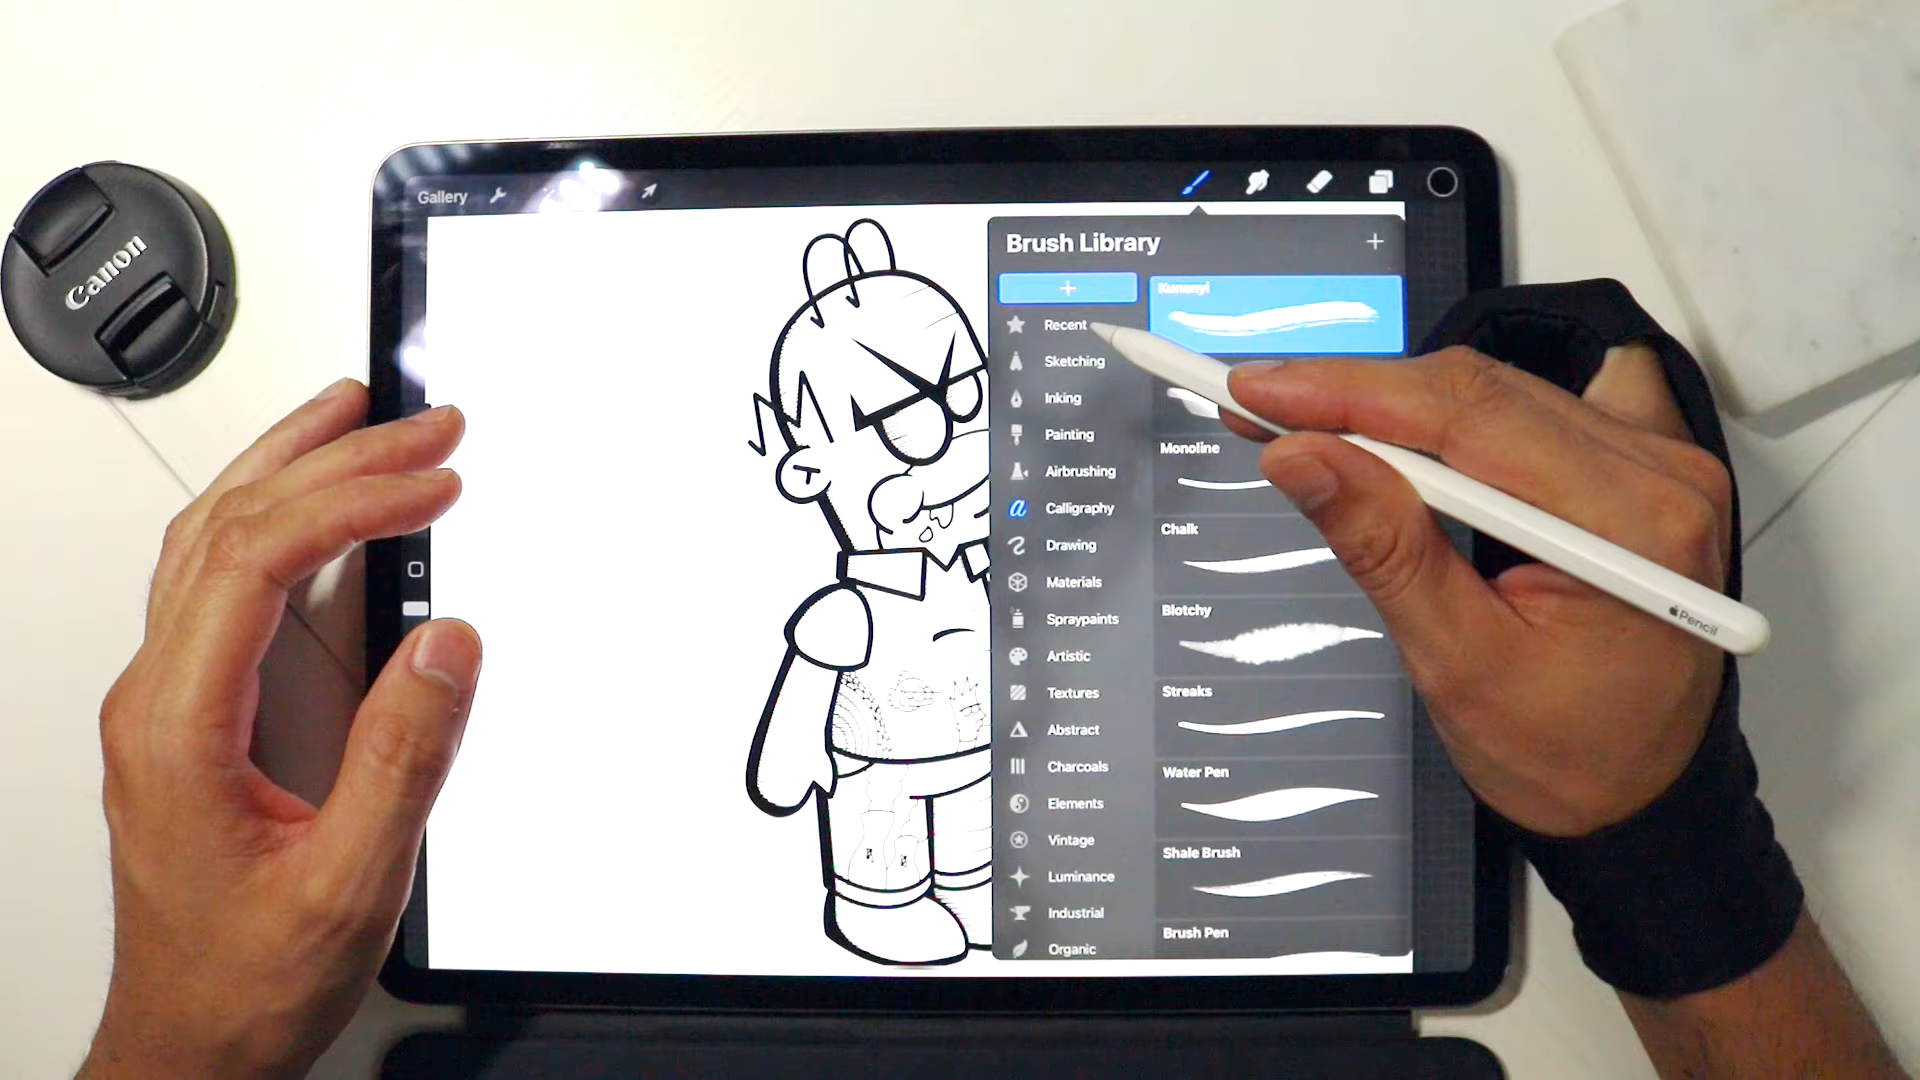 Canon
Gallery
Brush Library
Kunanyi
Recent
Sketching
Inking
Painting
Airbrushing
Calligraphy
Drawing
Materials
Spraypaints
Artistic
Textures
Abstract
Charcoals
Elements
Vintage
Luminance
Industrial
Organic
Monoline
Chalk
Blotchy
Streaks
Water Pen
Shale Brush
Brush Pen
Pencil